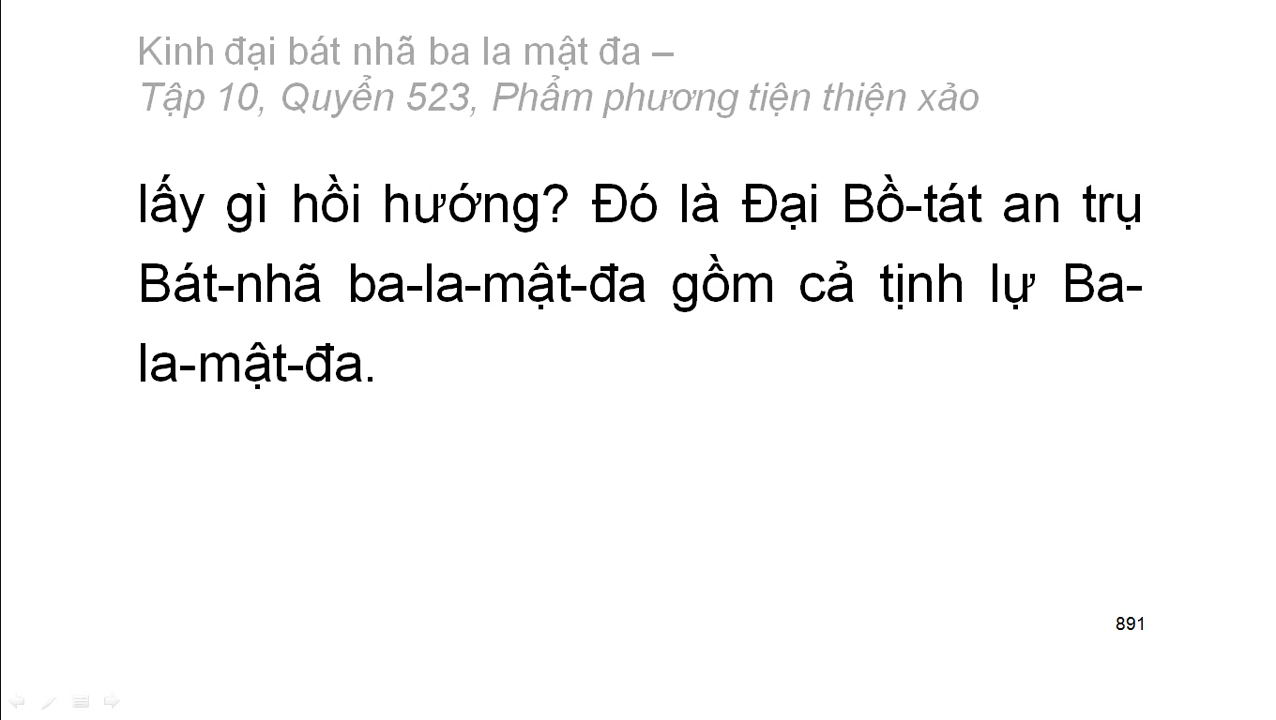 Kinh đại bát nhã ba la mật đa –
Tập 10, Quyển 523, Phẩm phương tiện thiện xảo
lấy gì hồi hướng? Đó là Đại Bồ-tát an trụ
Bát-nhã ba-la-mật-đa gồm cả tịnh lự Ba-
la-mật-đa.
891